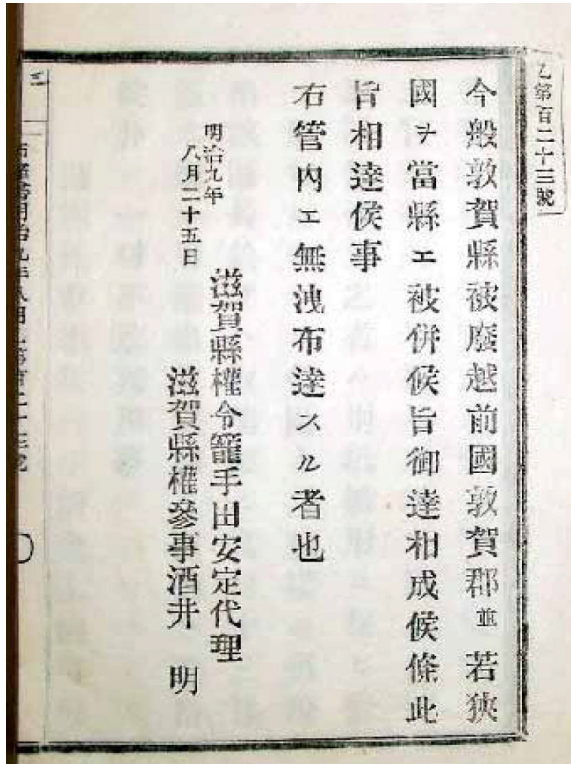 乙第百二十三號
今般敦賀縣被廢越前國敦賀郡並若狹
國ヲ當縣エ被併候旨御達相成候條此
旨相達候事
右管內エ無洩布達スル者也
明治九年
八月二十五日
滋賀縣權令籠手田安定代理
滋賀縣權參事酒井 明
三